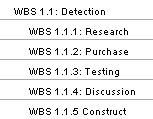 WBS 1.1: Detection
WBS 1.1.1: Research
WBS 1.1.2: Purchase
WBS 1.1.3: Testing
WBS 1.1.4: Discussion
WBS 1.1.5 Construct